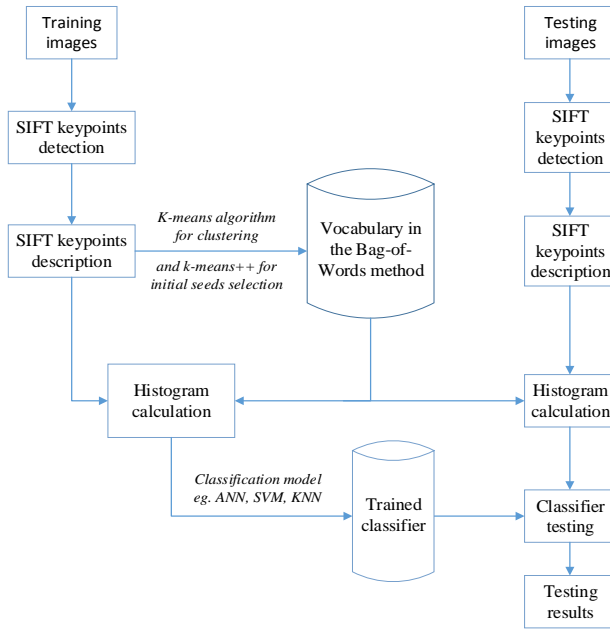 Training
images
SIFT keypoints
detection
SIFT keypoints
description
K-means algorithm
for clustering
and k-means++ for
initial seeds selection
Vocabulary in
the Bag-of-
Words method
Histogram
calculation
Classification model
eg. ANN, SVM, KNN
Trained
classifier
Testing
images
SIFT
keypoints
detection
SIFT
keypoints
description
Histogram
calculation
Classifier
testing
Testing
results